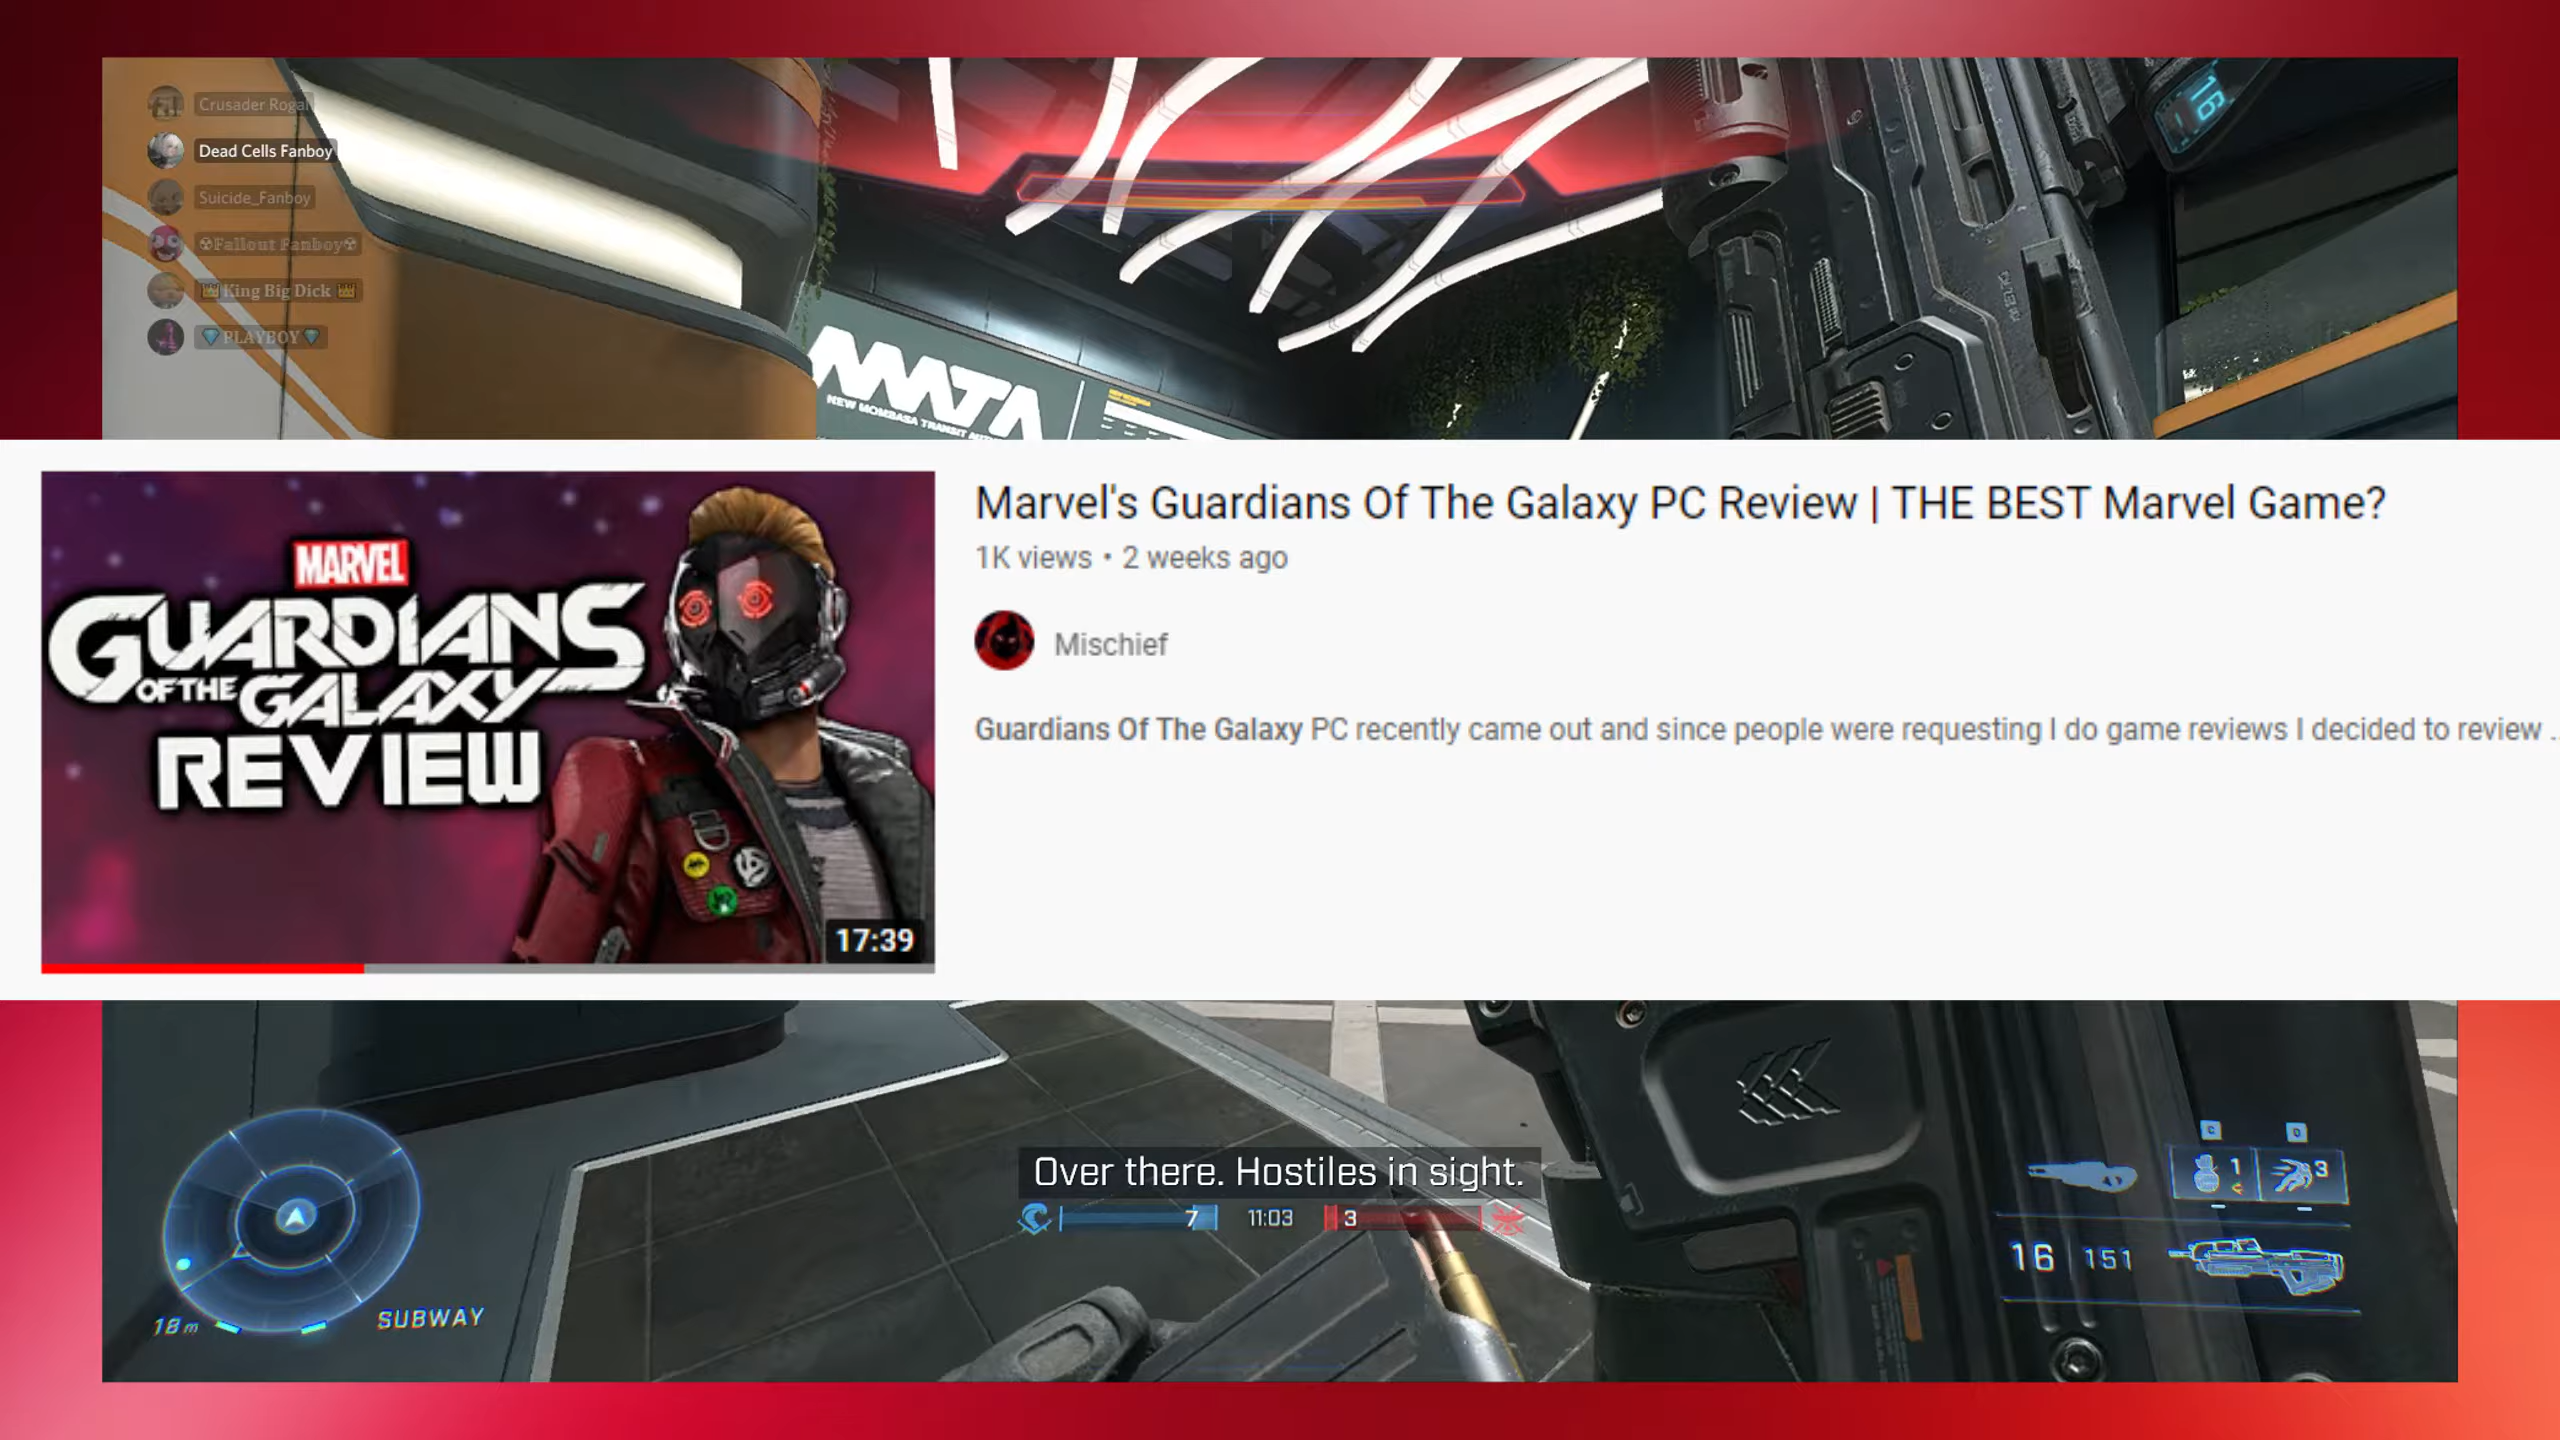 Crusader Rogal
Dead Cells Fanboy
Suicide_Fanboy
☢Fallout Fanboy☢
👑King Big Dick 👑
💎PLAYBOY💎
16
NMTA
NEW MOMBASA TRANSIT
MARVEL
GUARDIANS
OF THE GALAXY
REVIEW
17:39
Marvel's Guardians Of The Galaxy PC Review | THE BEST Marvel Game?
1K views • 2 weeks ago
Mischief
Guardians Of The Galaxy PC recently came out and since people were requesting I do game reviews I decided to review ..
Over there. Hostiles in sight.
7 11:03 3
C Q
1 3
16 151
18m
SUBWAY